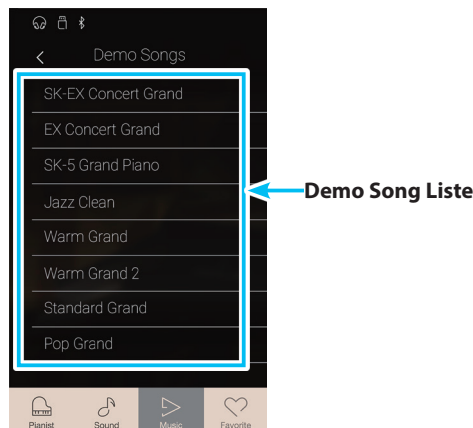 Demo Songs
SK-EX Concert Grand
EX Concert Grand
SK-5 Grand Piano
Demo Song Liste
Jazz Clean
Warm Grand
Warm Grand 2
Standard Grand
Pop Grand
Pianist Sound Music Favorite